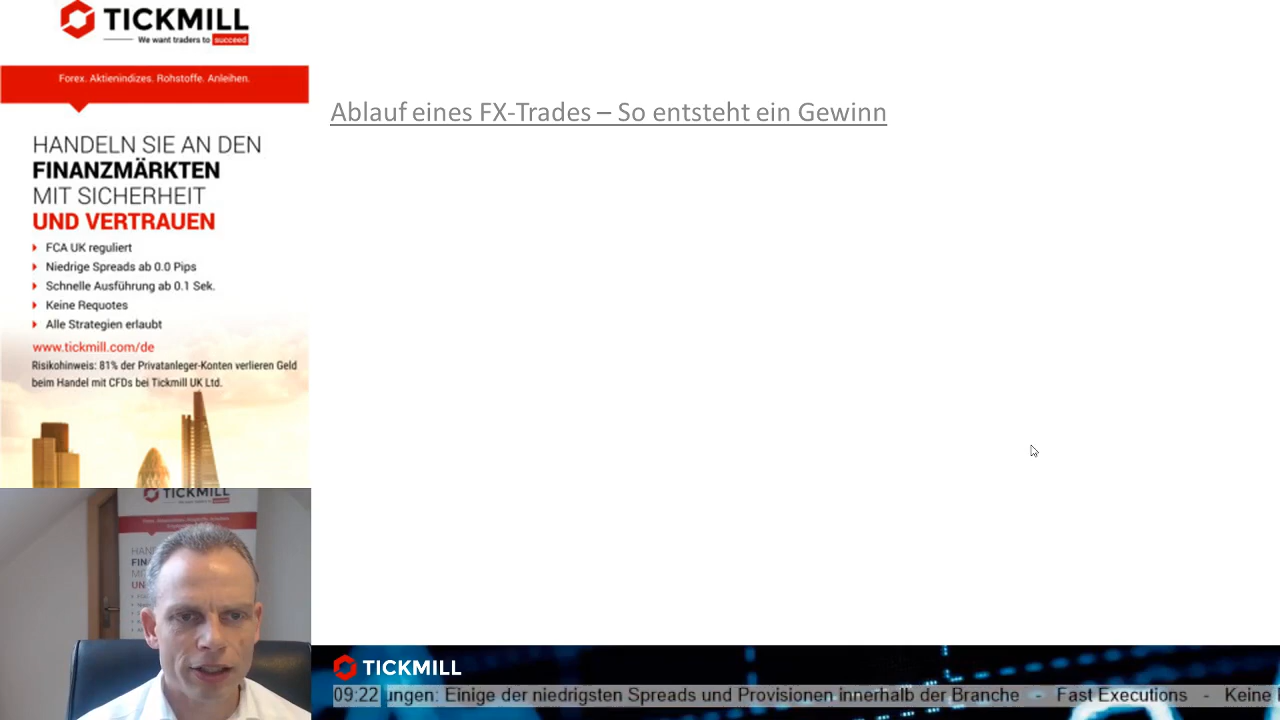 TICKMILL
We want traders to succeed
Forex. Aktienindizes. Rohstoffe. Anleihen.
HANDELN SIE AN DEN
FINANZMÄRKTEN
MIT SICHERHEIT
UND VERTRAUEN
FCA UK reguliert
Niedrige Spreads ab 0.0 Pips
Schnelle Ausführung ab 0.1 Sek.
Keine Requotes
Alle Strategien erlaubt
www.tickmill.com/de
Risikohinweis: 81% der Privatanleger-Konten verlieren Geld
beim Handel mit CFDs bei Tickmill UK Ltd.
Ablauf eines FX-Trades – So entsteht ein Gewinn
TICKMILL
TICKMILL
09:22 ungen: Einige der niedrigsten Spreads und Provisionen innerhalb der Branche - Fast Executions - Keine